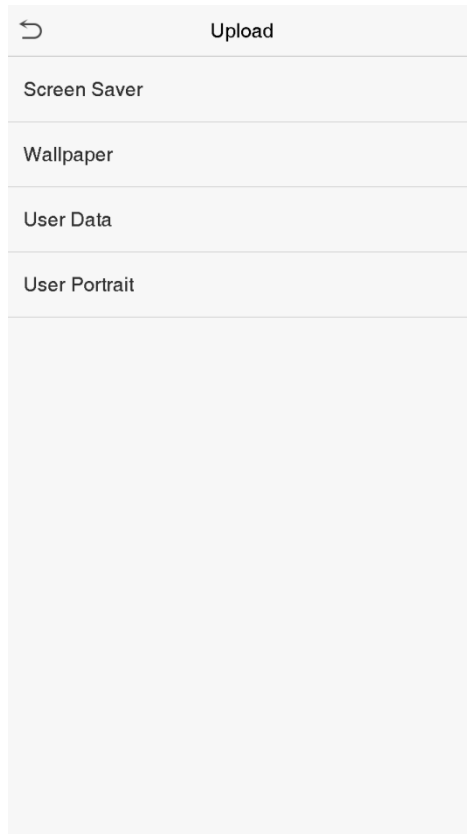 Upload
Screen Saver
Wallpaper
User Data
User Portrait